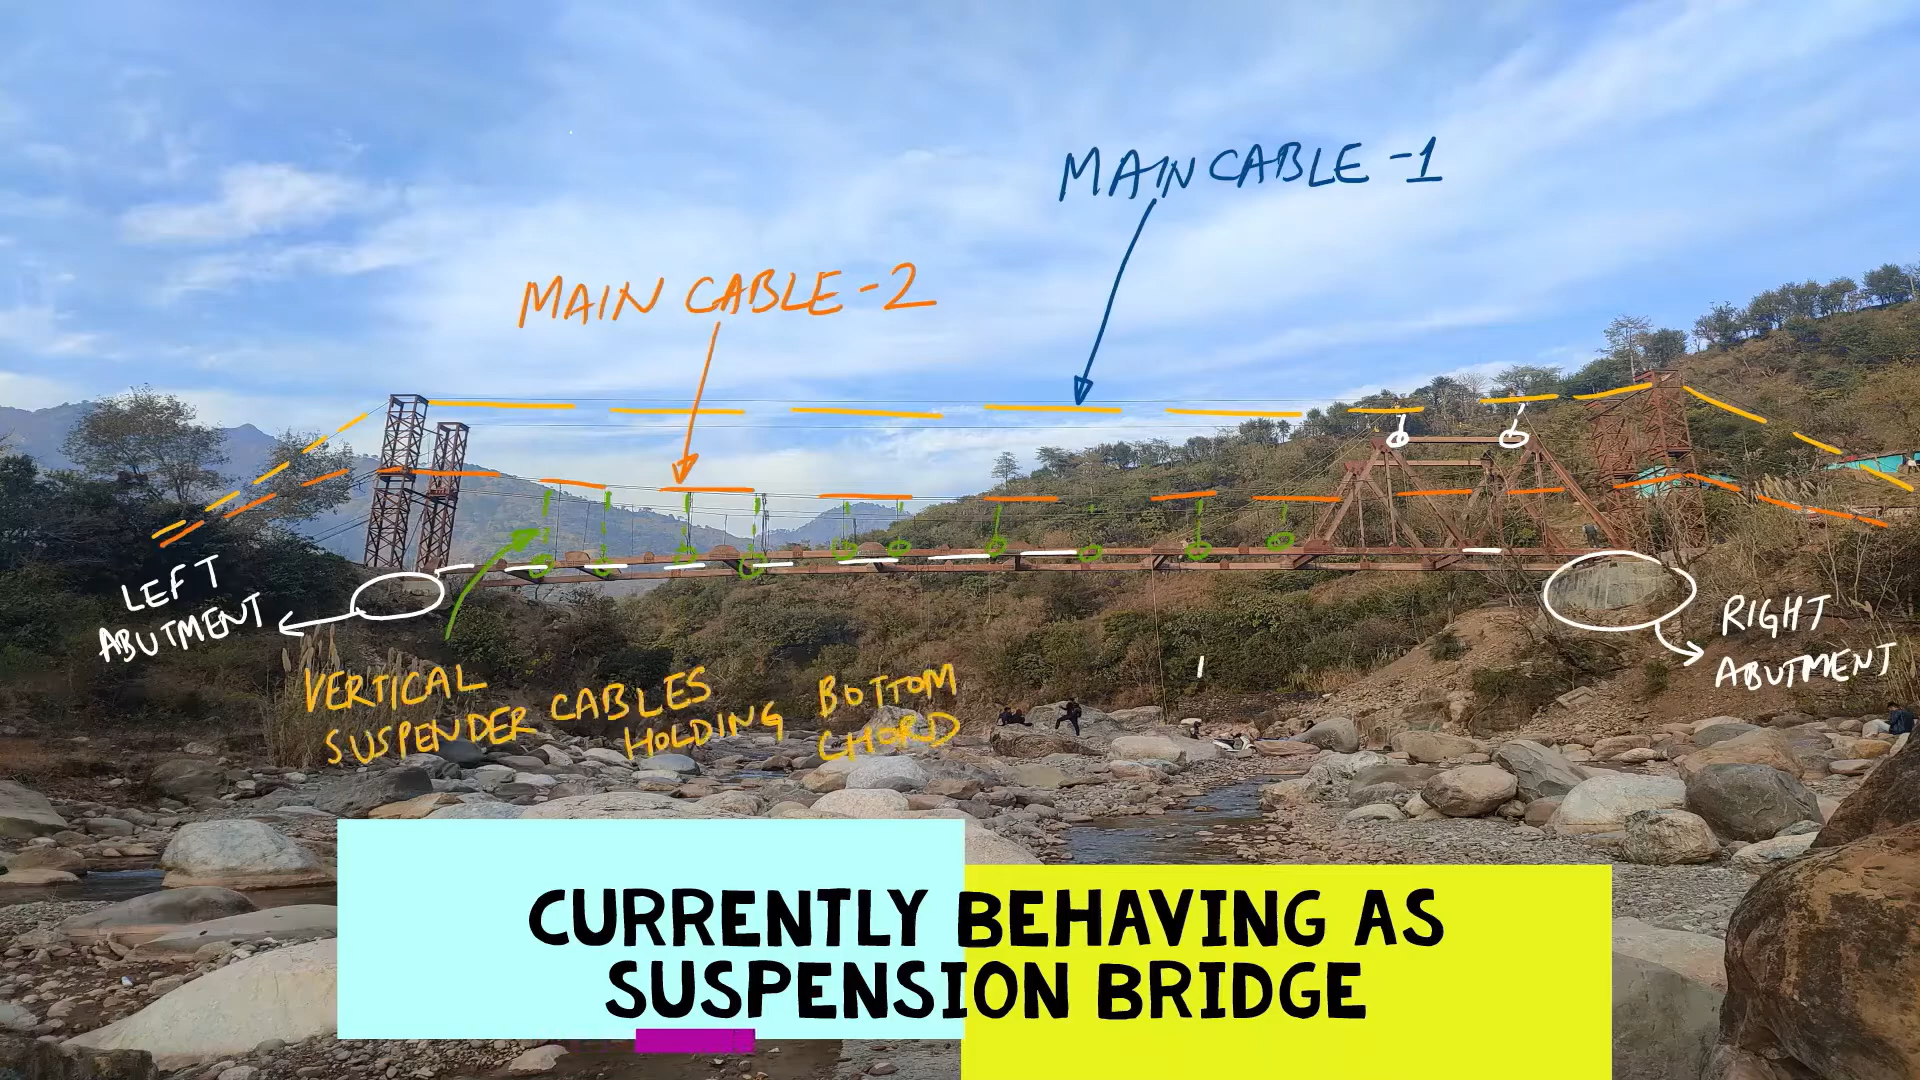 MAIN CABLE -1
MAIN CABLE -2
LEFT
ABUTMENT
RIGHT
ABUTMENT
VERTICAL
SUSPENDER CABLES
HOLDING BOTTOM
CHORD
CURRENTLY BEHAVING AS
SUSPENSION BRIDGE